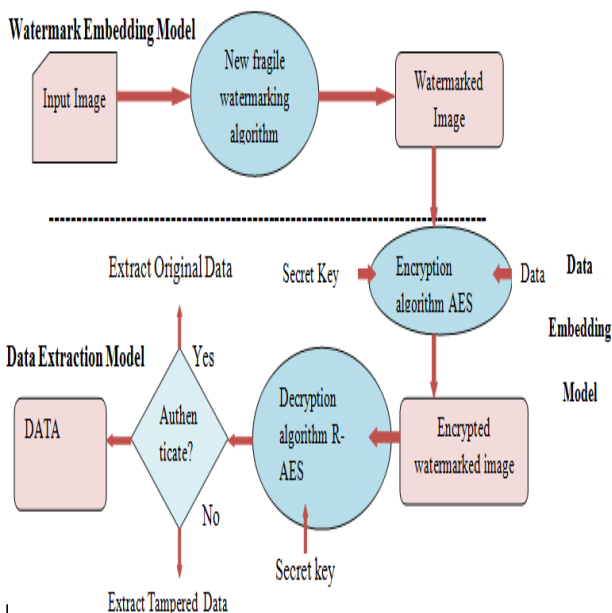 Watermark Embedding Model
Input Image
New fragile
watermarking
algorithm
Watermarked
Image
Extract Original Data
Secret Key
Encryption
algorithm AES
Data
Data
Embedding
Model
Data Extraction Model
Yes
DATA
Authen
ticate?
No
Decryption
algorithm R-
AES
Encrypted
watermarked image
Secret key
Extract Tampered Data